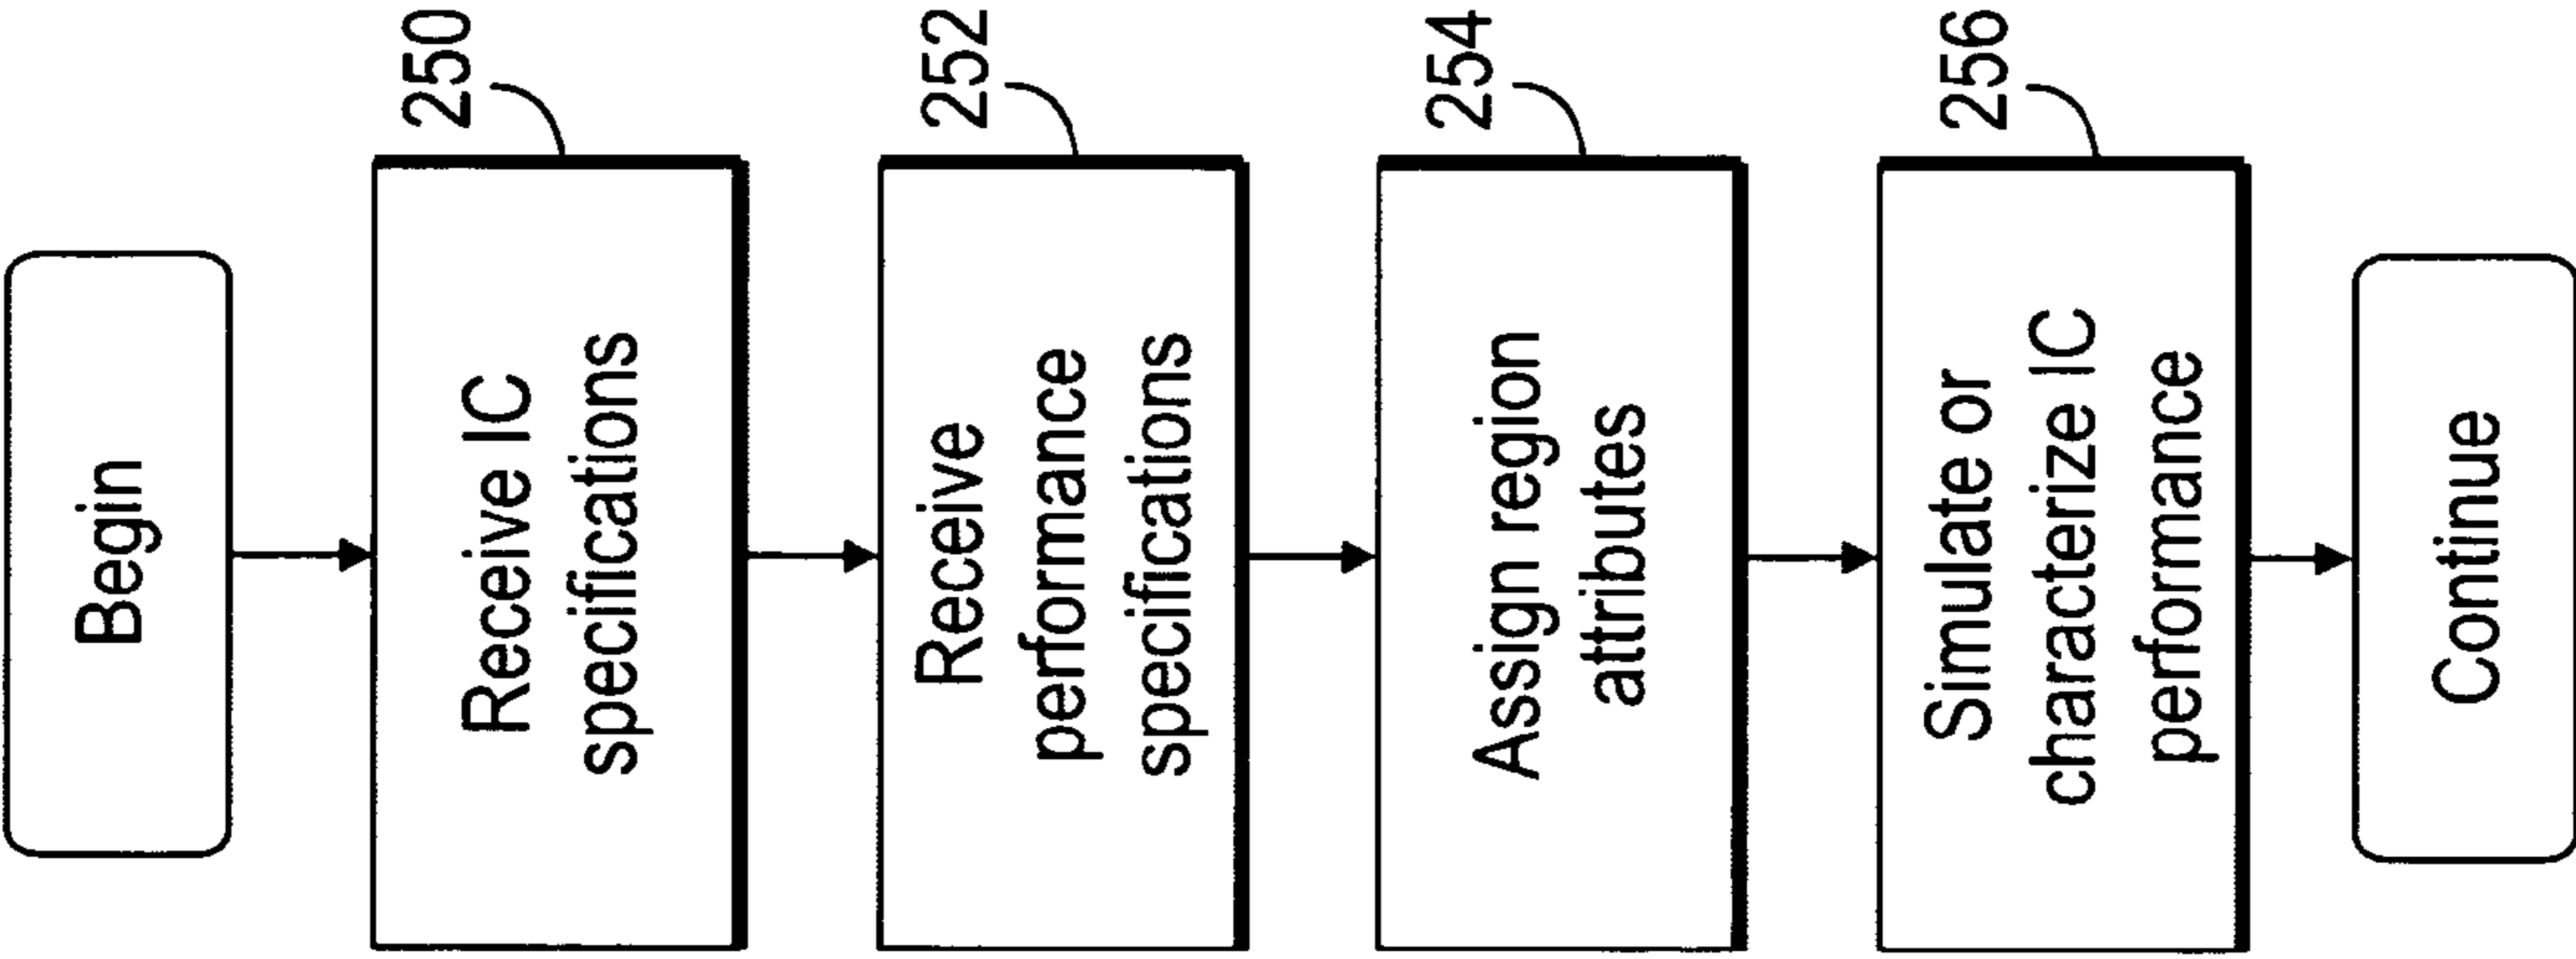 Begin
250
Receive IC
specifications
252
Receive
performance
specifications
254
Assign region
attributes
256
Simulate or
characterize IC
performance
Continue